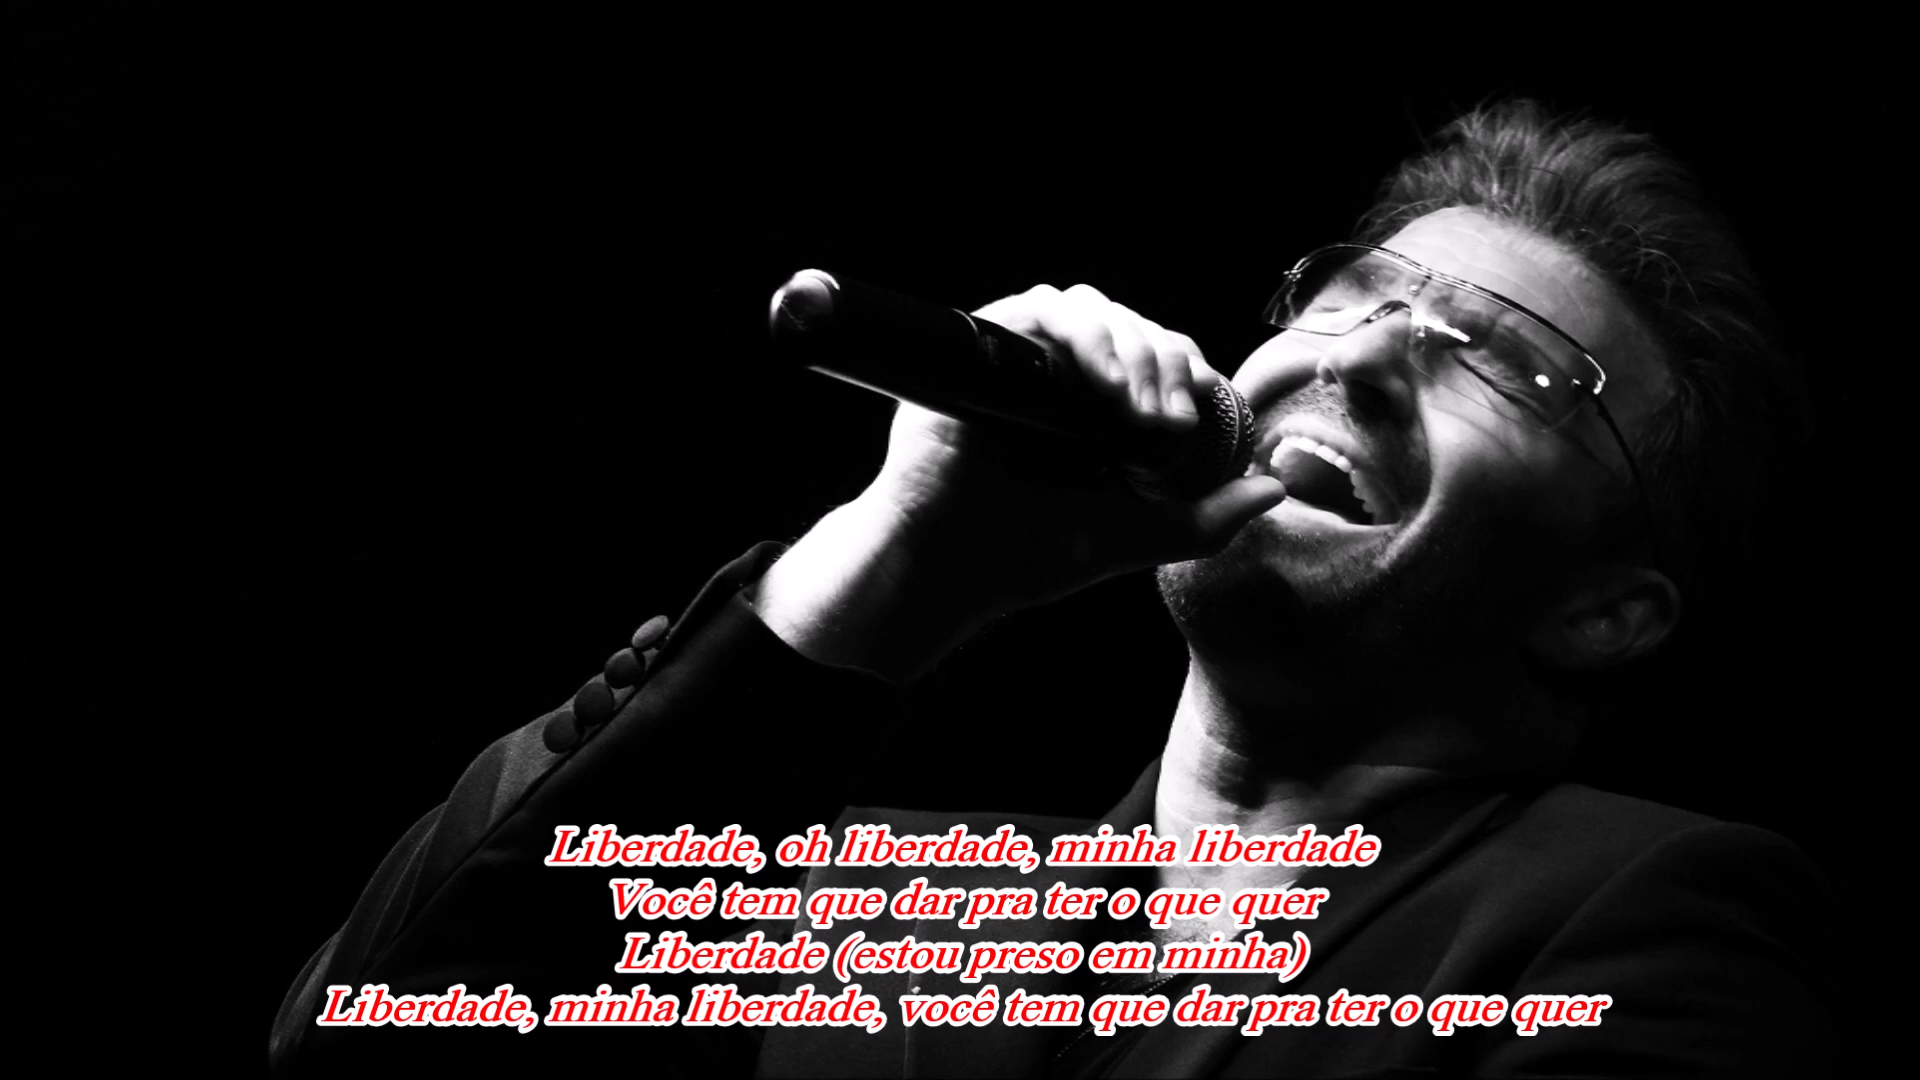 Liberdade, oh liberdade, minha liberdade
Você tem que dar pra ter o que quer
Liberdade (estou preso em minha)
Liberdade, minha liberdade, você tem que dar pra ter o que quer